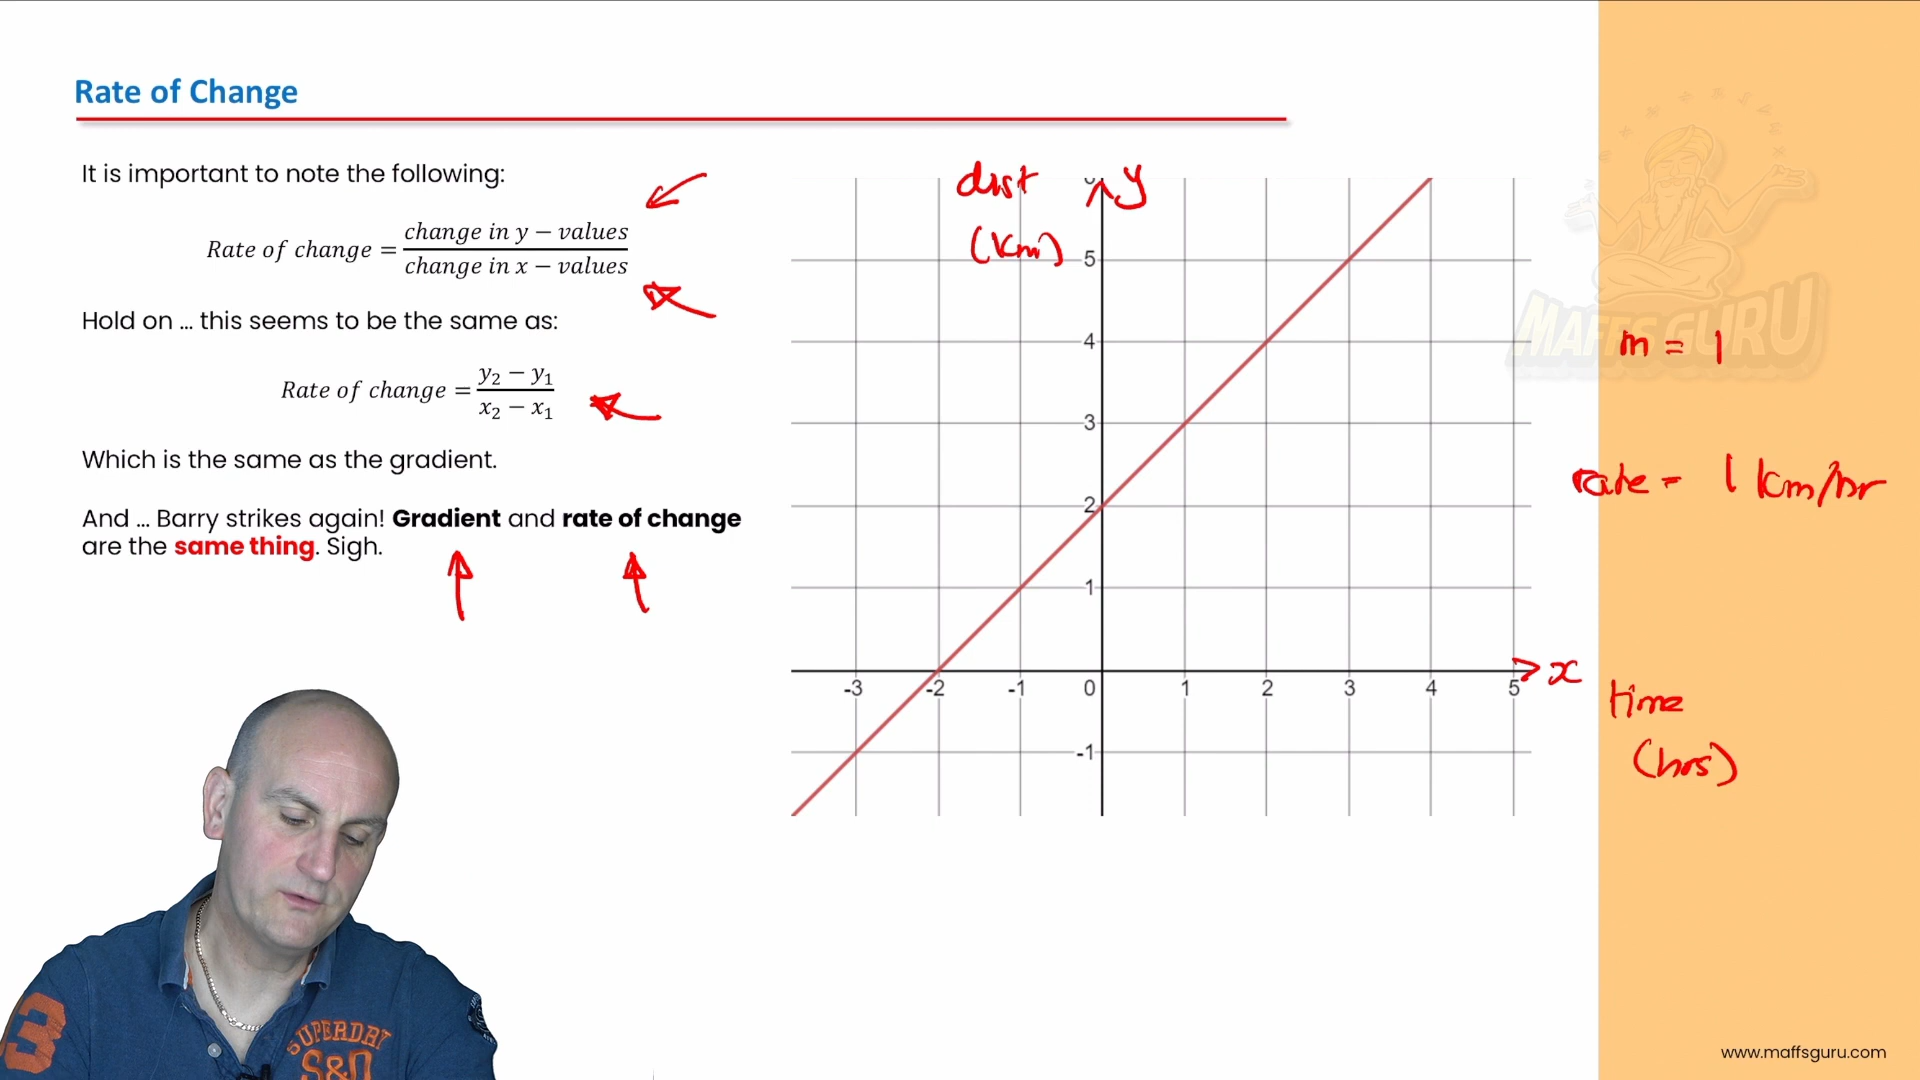 Rate of Change
It is important to note the following:
Rate of change = change in y − values / change in x − values
Hold on ... this seems to be the same as:
Rate of change = y₂ − y₁ / x₂ − x₁
Which is the same as the gradient.
And ... Barry strikes again! Gradient and rate of change
are the same thing. Sigh.
dist
(km)
y
5
4
3
2
1
-3 -2 -1 0 1 2 3 4 5
x
-1
MAFFS GURU
m = 1
rate = 1 km/hr
time
(hrs)
3
SUPERDRY
S&D
www.maffsguru.com